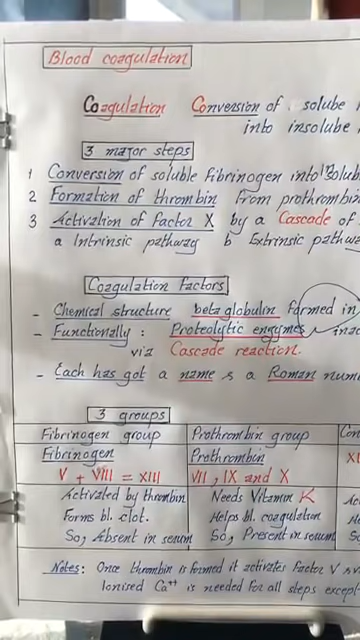 Blood coagulation
Coagulation Conversion of soluble
into insoluble
3 major steps
1 Conversion of soluble Fibrinogen into
2 Formation of thrombin From prothrombin
3 Activation of Factor X by a Cascade of
a Intrinsic pathway b Extrinsic pathway
Coagulation factors
- Chemical structure beta globulin formed in
- Functionally : Proteolytic enzymes
via Cascade reaction.
- Each has got a name & a Roman
3 groups
Fibrinogen group Prothrombin group
Fibrinogen Prothrombin
V + VIII = XIII VII, IX and X
Activated by thrombin Needs Vitamin K
Forms bl. clot. Helps bl. coagulation
So, Absent in serum So, Present in serum
Notes: Once thrombin is formed it activates Factor V
Ionised Ca++ is needed for all steps except